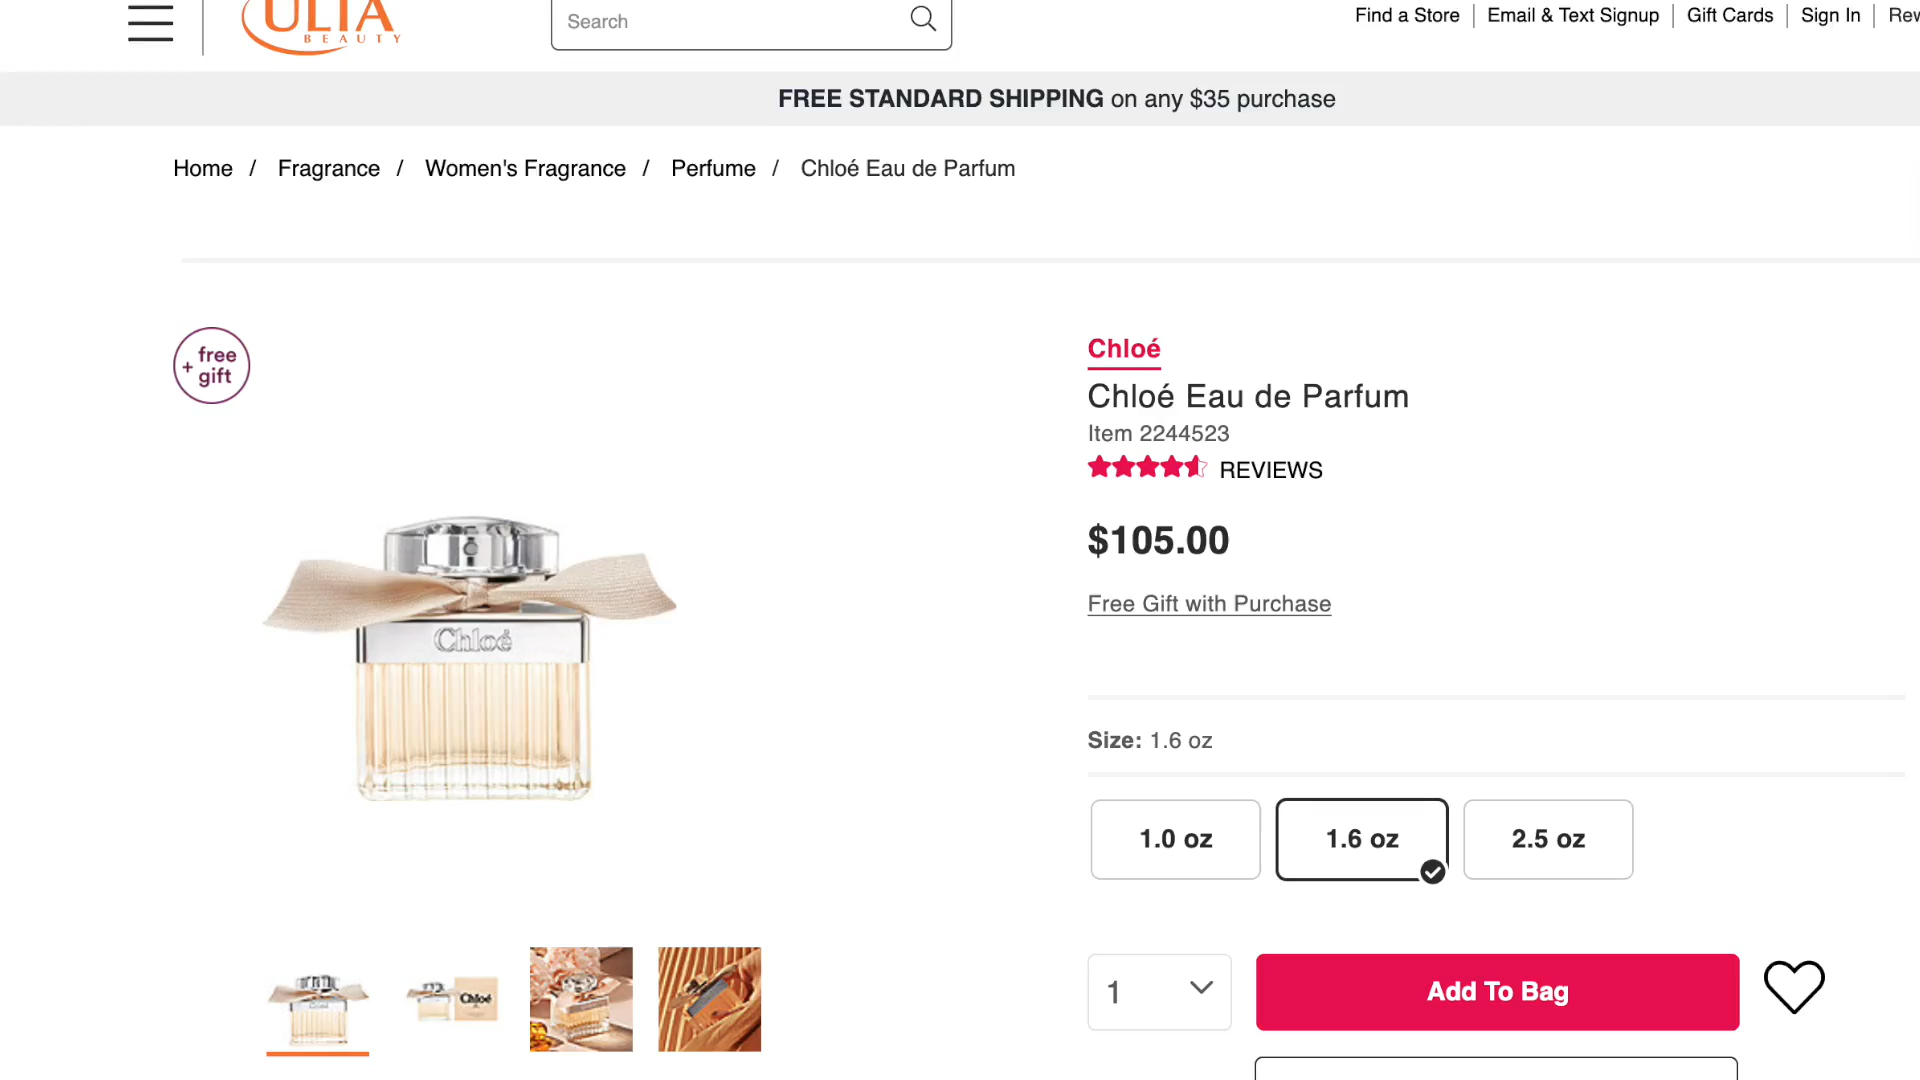 ULTA
BEAUTY
Search
Find a Store
Email & Text Signup
Gift Cards
Sign In
FREE STANDARD SHIPPING on any $35 purchase
Home / Fragrance / Women's Fragrance / Perfume / Chloé Eau de Parfum
+ free
gift
Chloé
Chloé
Chloé Eau de Parfum
Item 2244523
REVIEWS
$105.00
Free Gift with Purchase
Size: 1.6 oz
1.0 oz
1.6 oz
2.5 oz
Chloé
1
Add To Bag